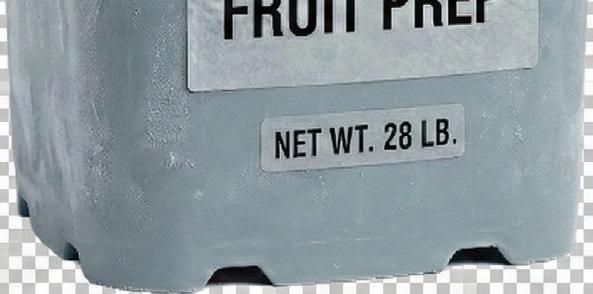 FRUIT PREP
NET WT. 28 LB.